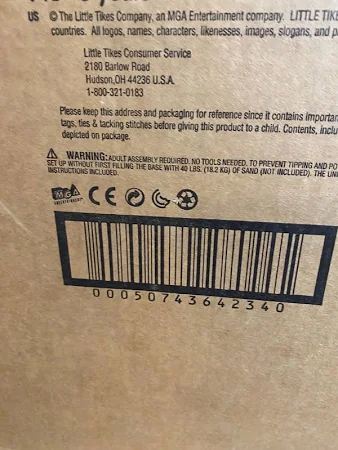 US © The Little Tikes Company, an MGA Entertainment company. LITTLE TIKE
countries. All logos, names, characters, likenesses, images, slogans, and p
Little Tikes Consumer Service
2180 Barlow Road
Hudson,OH 44236 U.S.A.
1-800-321-0183
Please keep this address and packaging for reference since it contains importan
tags, ties & tacking stitches before giving this product to a child. Contents, inclu
depicted on package.
WARNING: ADULT ASSEMBLY REQUIRED. NO TOOLS NEEDED. TO PREVENT TIPPING AND PO
SET UP WITHOUT FIRST FILLING THE BASE WITH 40 LBS. (18.2 KG) OF SAND (NOT INCLUDED). THE UNI
INSTRUCTIONS INCLUDED.
MGA CE
00050743642340